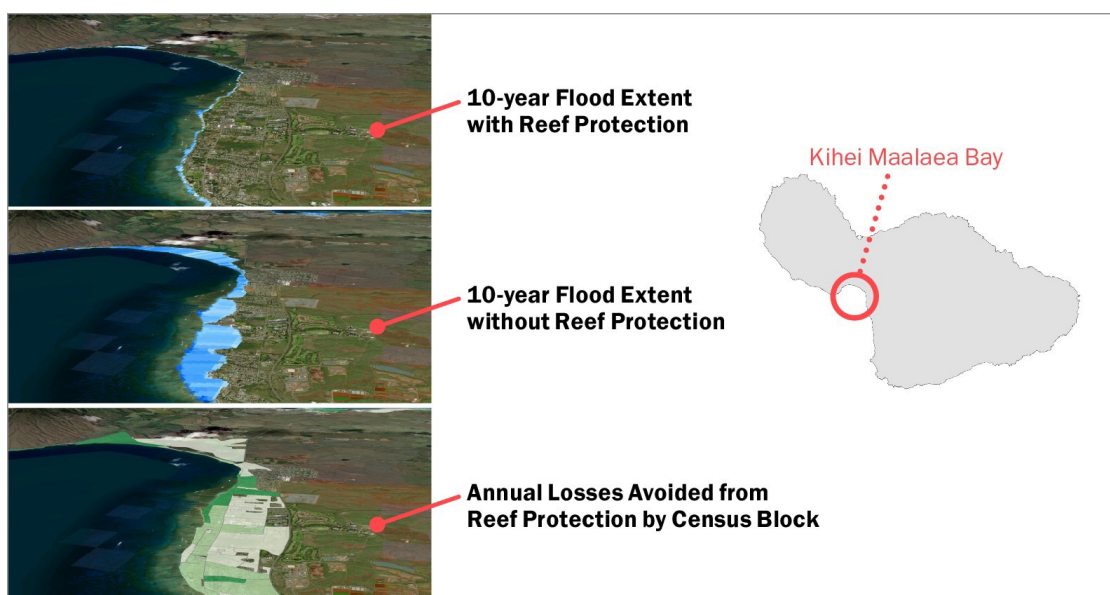 10-year Flood Extent
with Reef Protection
Kihei Maalaea Bay
10-year Flood Extent
without Reef Protection
Annual Losses Avoided from
Reef Protection by Census Block